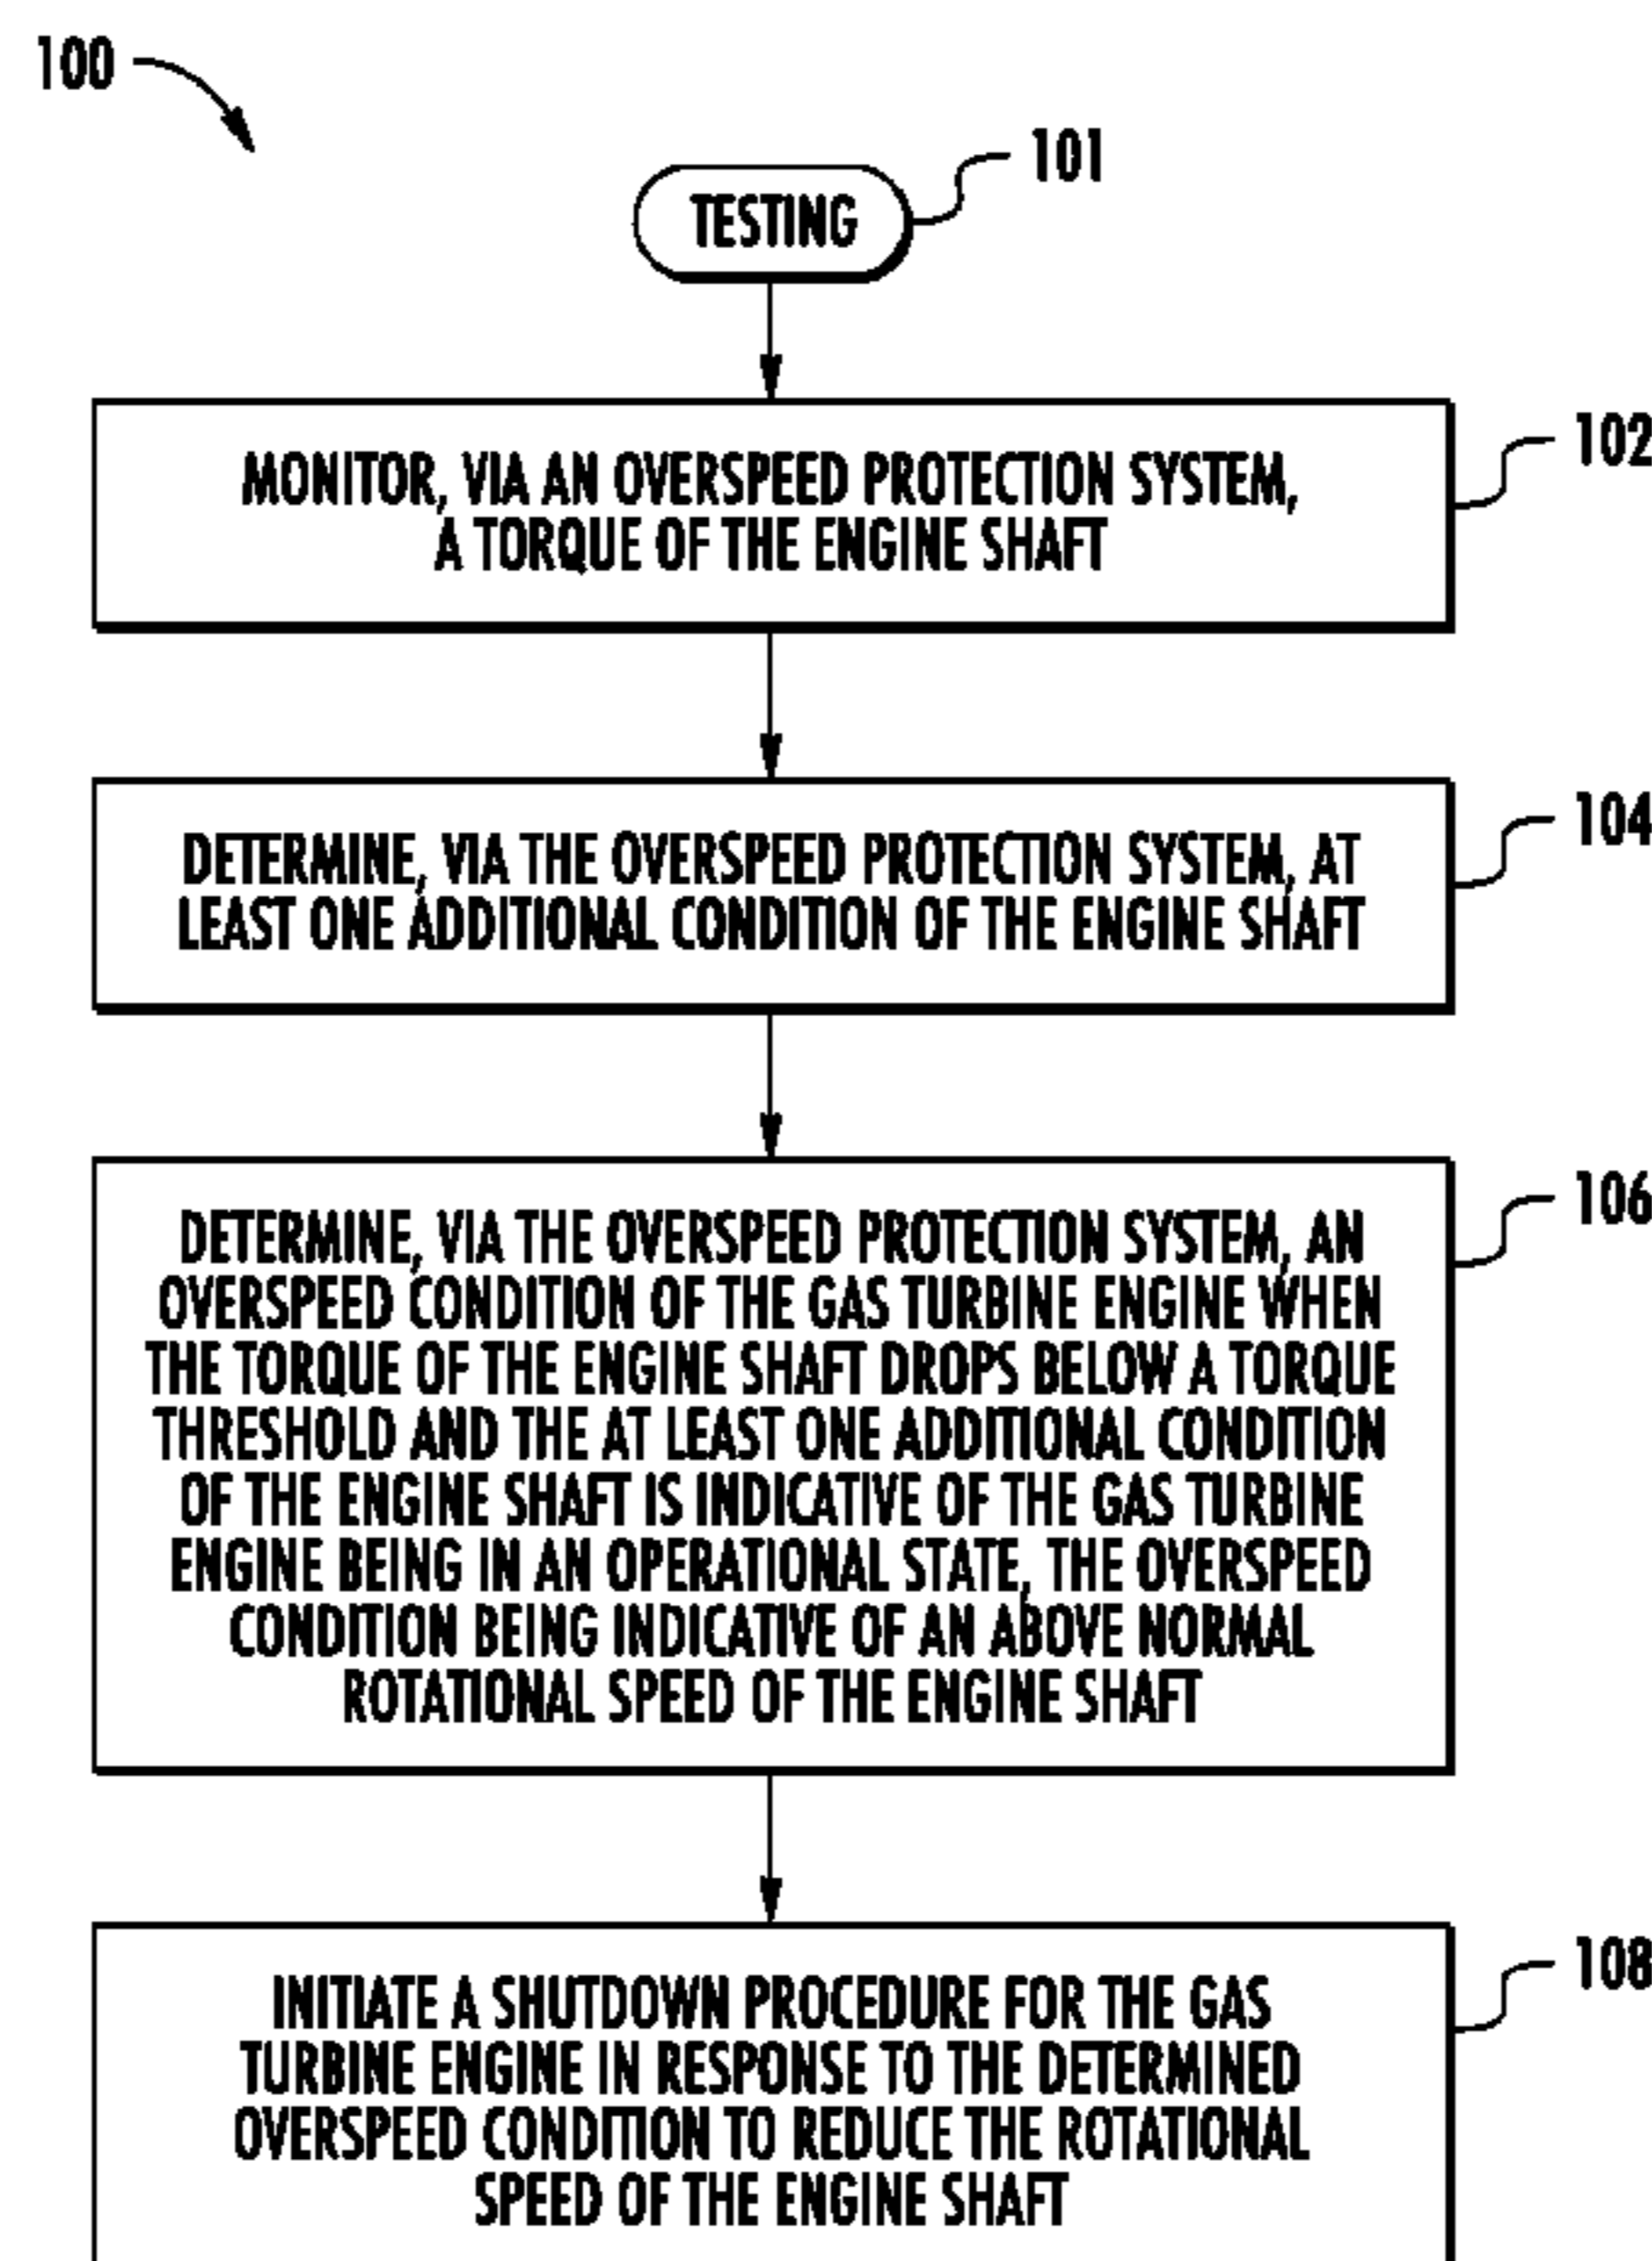 100
101
TESTING
102
MONITOR, VIA AN OVERSPEED PROTECTION SYSTEM,
A TORQUE OF THE ENGINE SHAFT
104
DETERMINE, VIA THE OVERSPEED PROTECTION SYSTEM, AT
LEAST ONE ADDITIONAL CONDITION OF THE ENGINE SHAFT
106
DETERMINE, VIA THE OVERSPEED PROTECTION SYSTEM, AN
OVERSPEED CONDITION OF THE GAS TURBINE ENGINE WHEN
THE TORQUE OF THE ENGINE SHAFT DROPS BELOW A TORQUE
THRESHOLD AND THE AT LEAST ONE ADDITIONAL CONDITION
OF THE ENGINE SHAFT IS INDICATIVE OF THE GAS TURBINE
ENGINE BEING IN AN OPERATIONAL STATE, THE OVERSPEED
CONDITION BEING INDICATIVE OF AN ABOVE NORMAL
ROTATIONAL SPEED OF THE ENGINE SHAFT
108
INITIATE A SHUTDOWN PROCEDURE FOR THE GAS
TURBINE ENGINE IN RESPONSE TO THE DETERMINED
OVERSPEED CONDITION TO REDUCE THE ROTATIONAL
SPEED OF THE ENGINE SHAFT